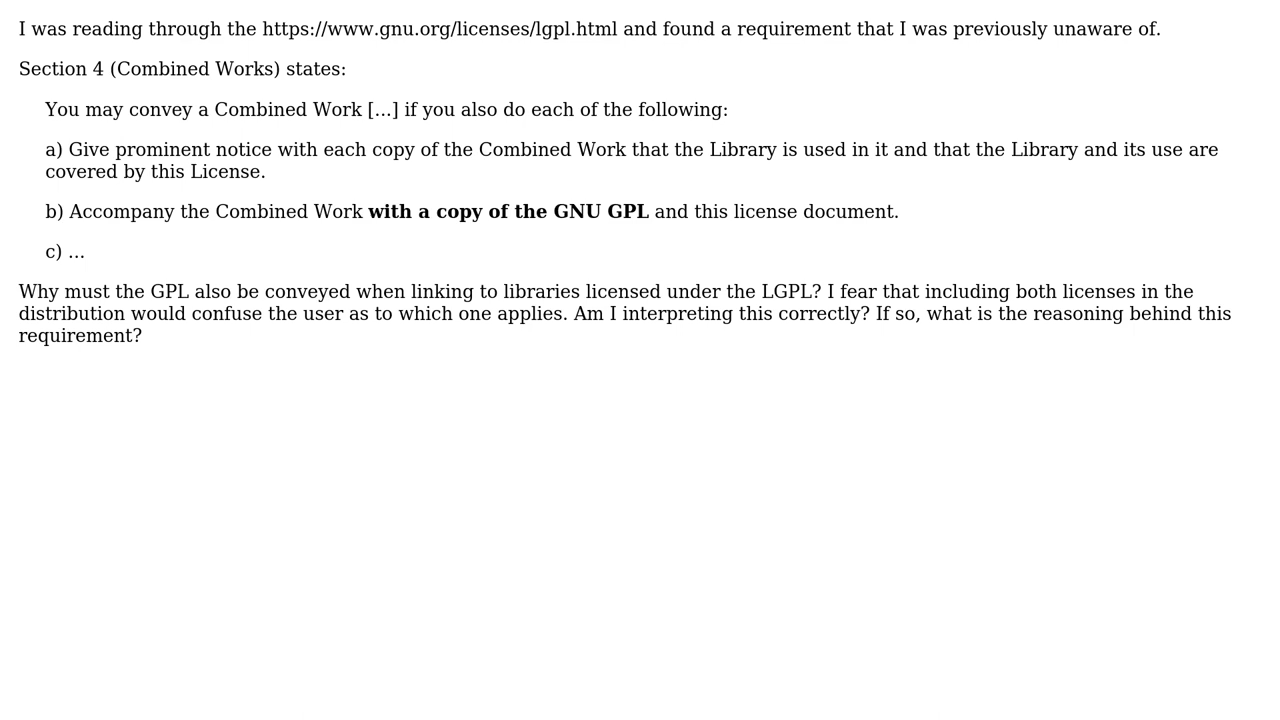 I was reading through the https://www.gnu.org/licenses/lgpl.html and found a requirement that I was previously unaware of.
Section 4 (Combined Works) states:
You may convey a Combined Work [...] if you also do each of the following:
a) Give prominent notice with each copy of the Combined Work that the Library is used in it and that the Library and its use are
covered by this License.
b) Accompany the Combined Work with a copy of the GNU GPL and this license document.
c) ...
Why must the GPL also be conveyed when linking to libraries licensed under the LGPL? I fear that including both licenses in the
distribution would confuse the user as to which one applies. Am I interpreting this correctly? If so, what is the reasoning behind this
requirement?